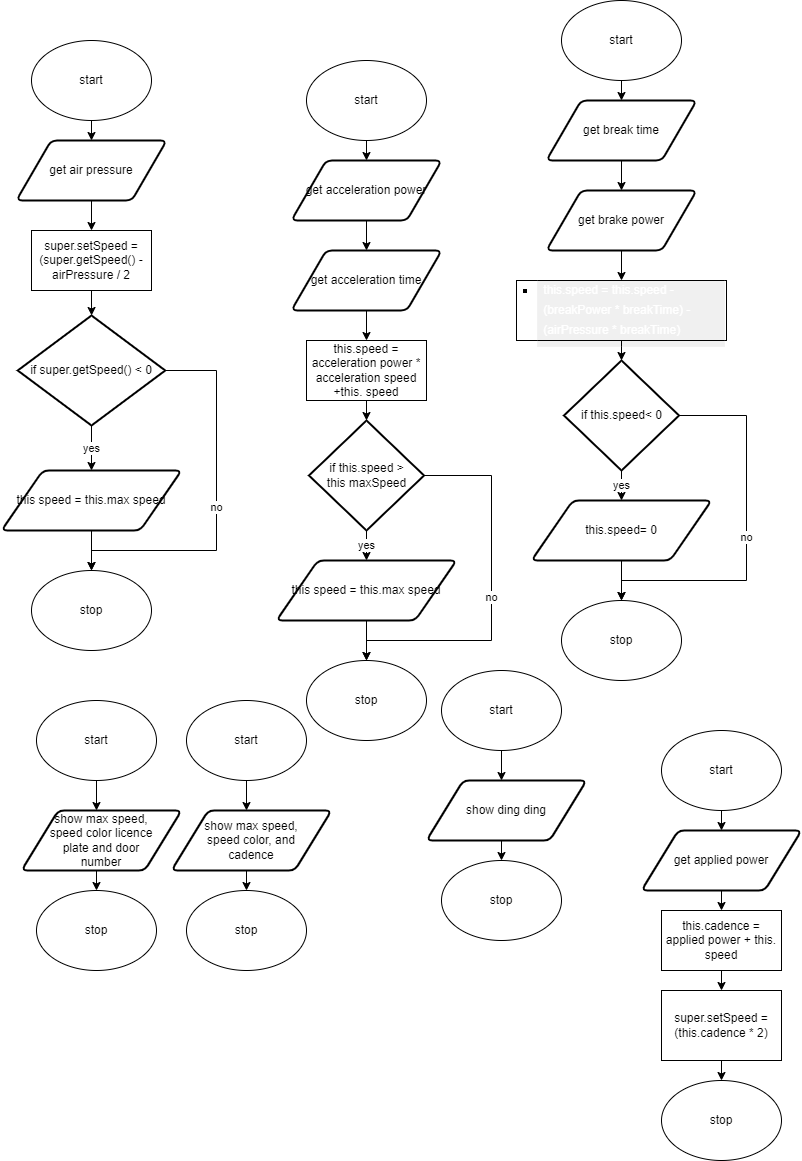 start
get air pressure
super.setSpeed =
(super.getSpeed() -
airPressure / 2
if super.getSpeed() < 0
yes
this speed = this.max speed
no
stop
start
get acceleration power
get acceleration time
this.speed =
acceleration power *
acceleration speed
+this. speed
if this.speed >
this maxSpeed
yes
this speed = this.max speed
no
stop
start
get break time
get brake power
this.speed = this.speed -
(breakPower * breakTime) -
(airPressure * breakTime)
if this.speed< 0
yes
this.speed= 0
no
stop
start
show max speed,
speed color licence
plate and door
number
stop
start
show max speed,
speed color, and
cadence
stop
start
show ding ding
stop
start
get applied power
this.cadence =
applied power + this.
speed
super.setSpeed =
(this.cadence * 2)
stop